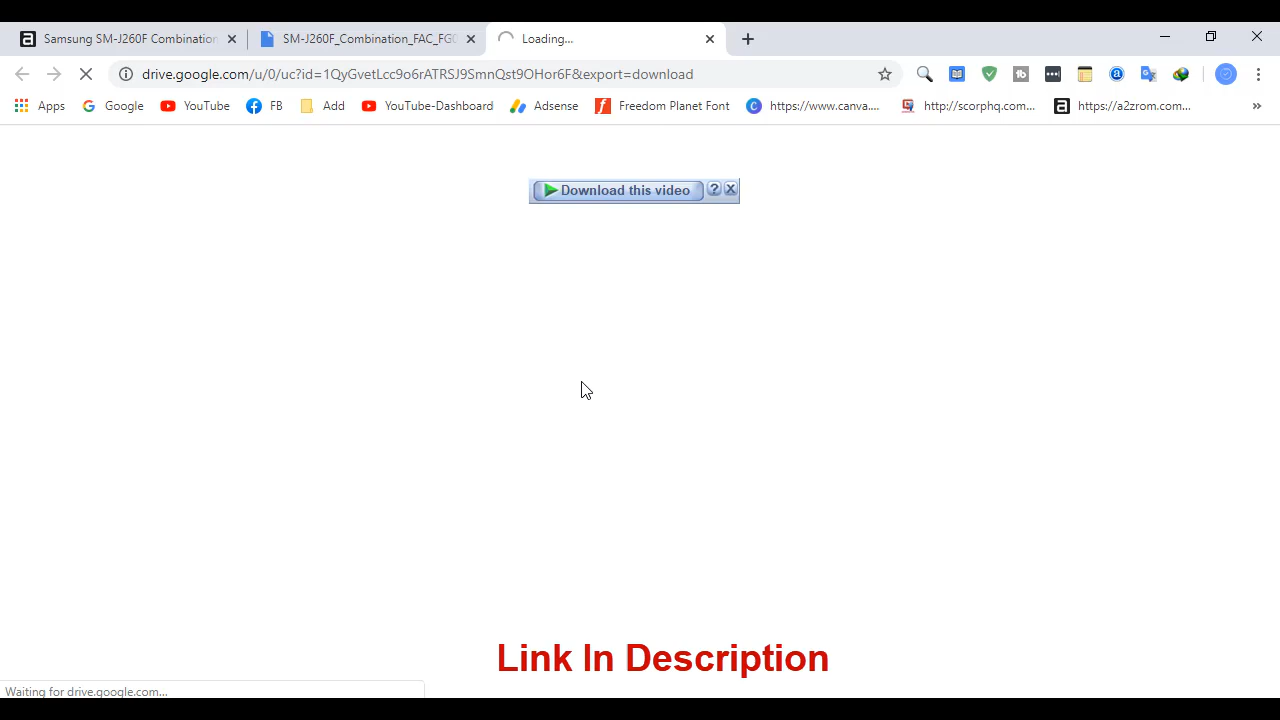 Samsung SM-J260F Combination
SM-J260F_Combination_FAC_FG
Loading...
drive.google.com/u/0/uc?id=1QyGvetLcc9o6rATRSJ9SmnQst9OHor6F&export=download
Apps
Google
YouTube
FB
Add
YouTube-Dashboard
Adsense
Freedom Planet Font
https://www.canva....
http://scorphq.com...
https://a2zrom.com...
Download this video
Link In Description
Waiting for drive.google.com...